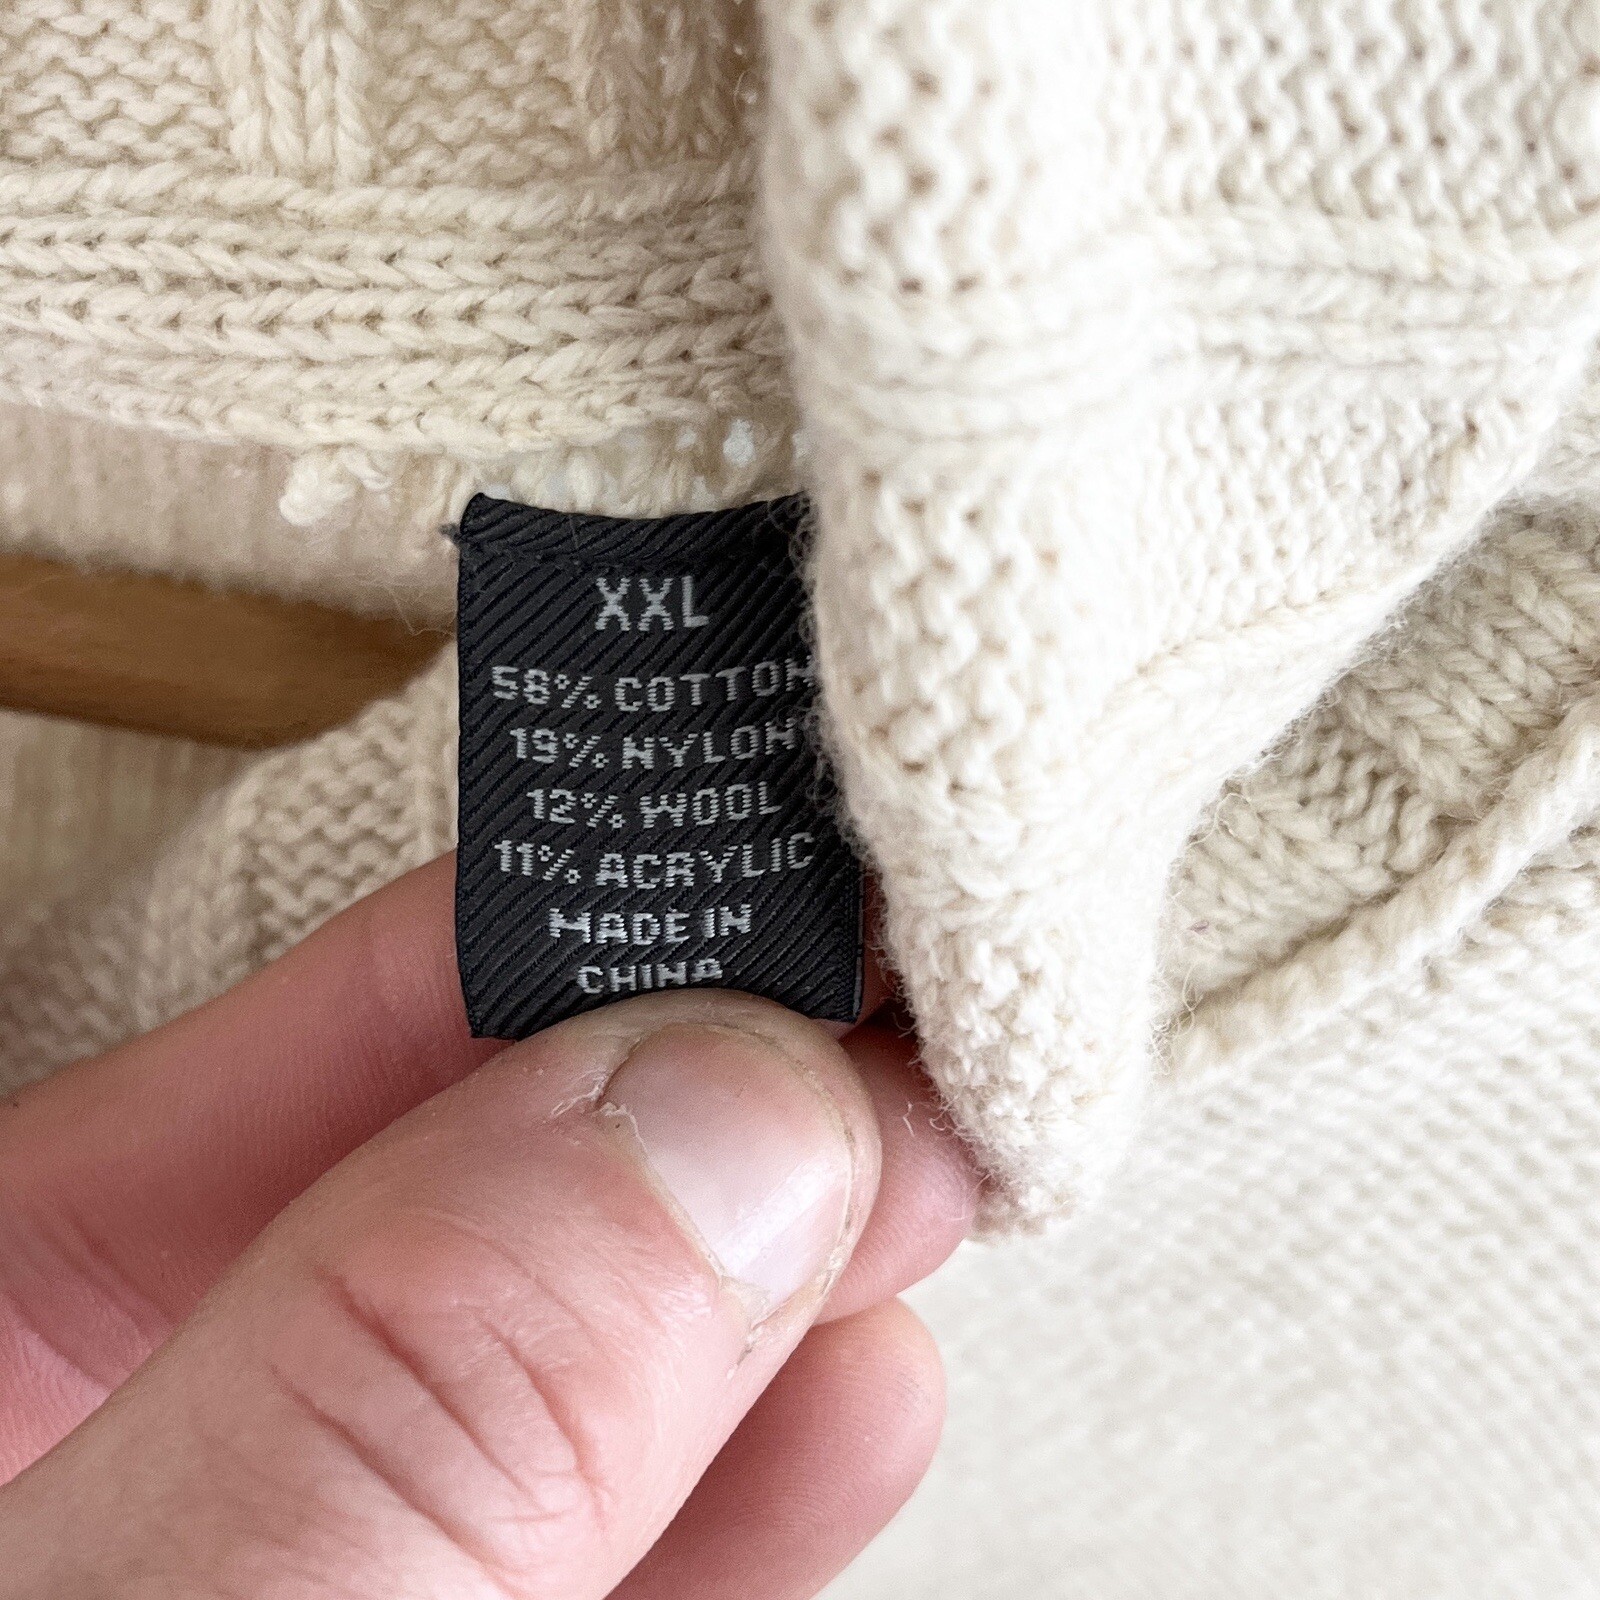 XXL
58% COTTON
19% NYLON
12% WOOL
11% ACRYLIC
MADE IN
CHINA